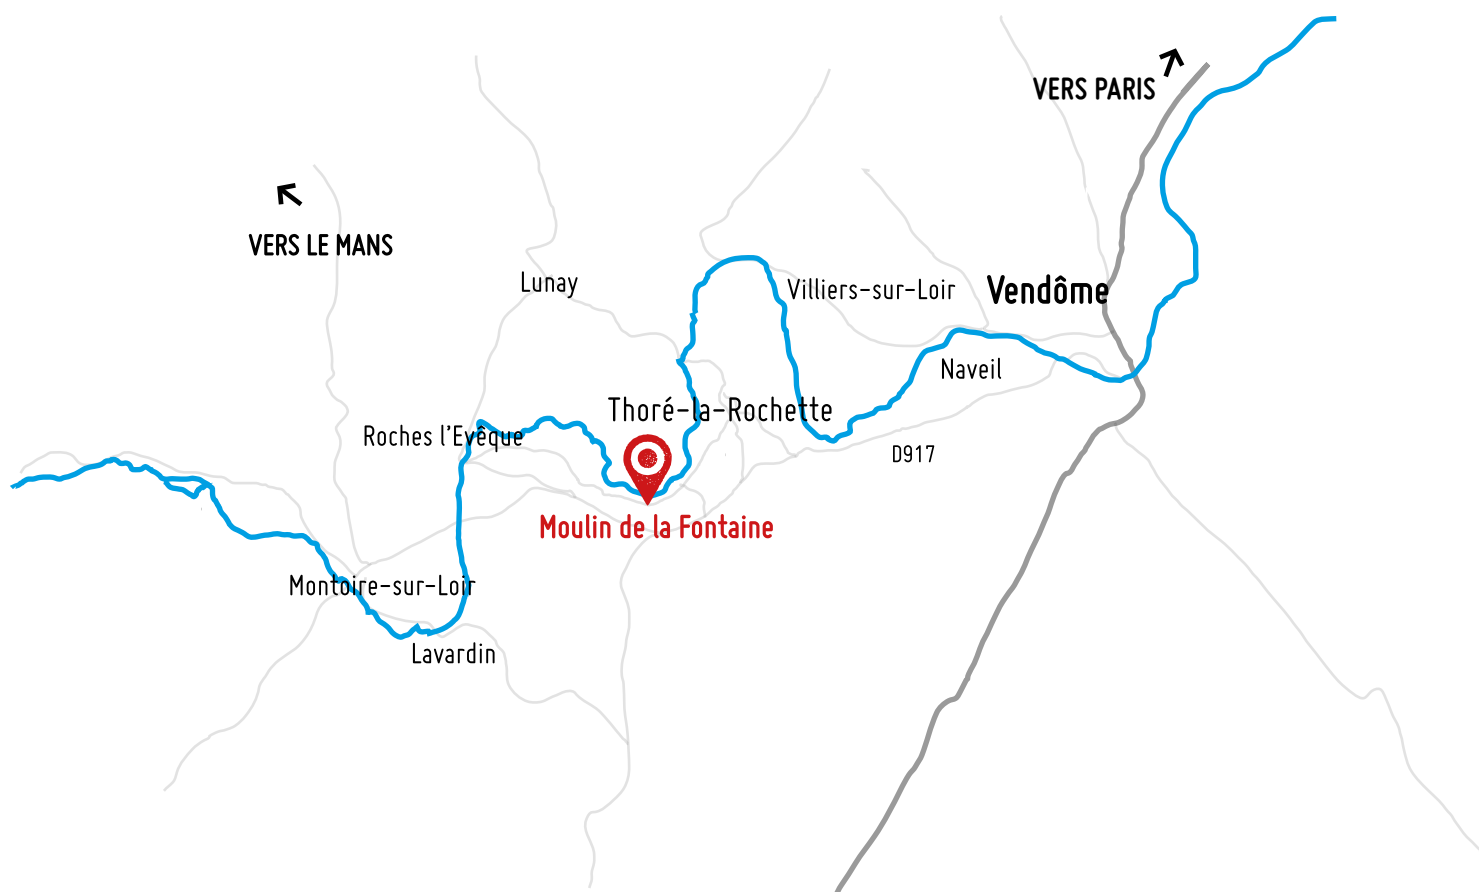 VERS PARIS
VERS LE MANS
Lunay
Villiers-sur-Loir
Vendôme
Naveil
Thoré-la-Rochette
Roches l'Evêque
D917
Moulin de la Fontaine
Montoire-sur-Loir
Lavardin